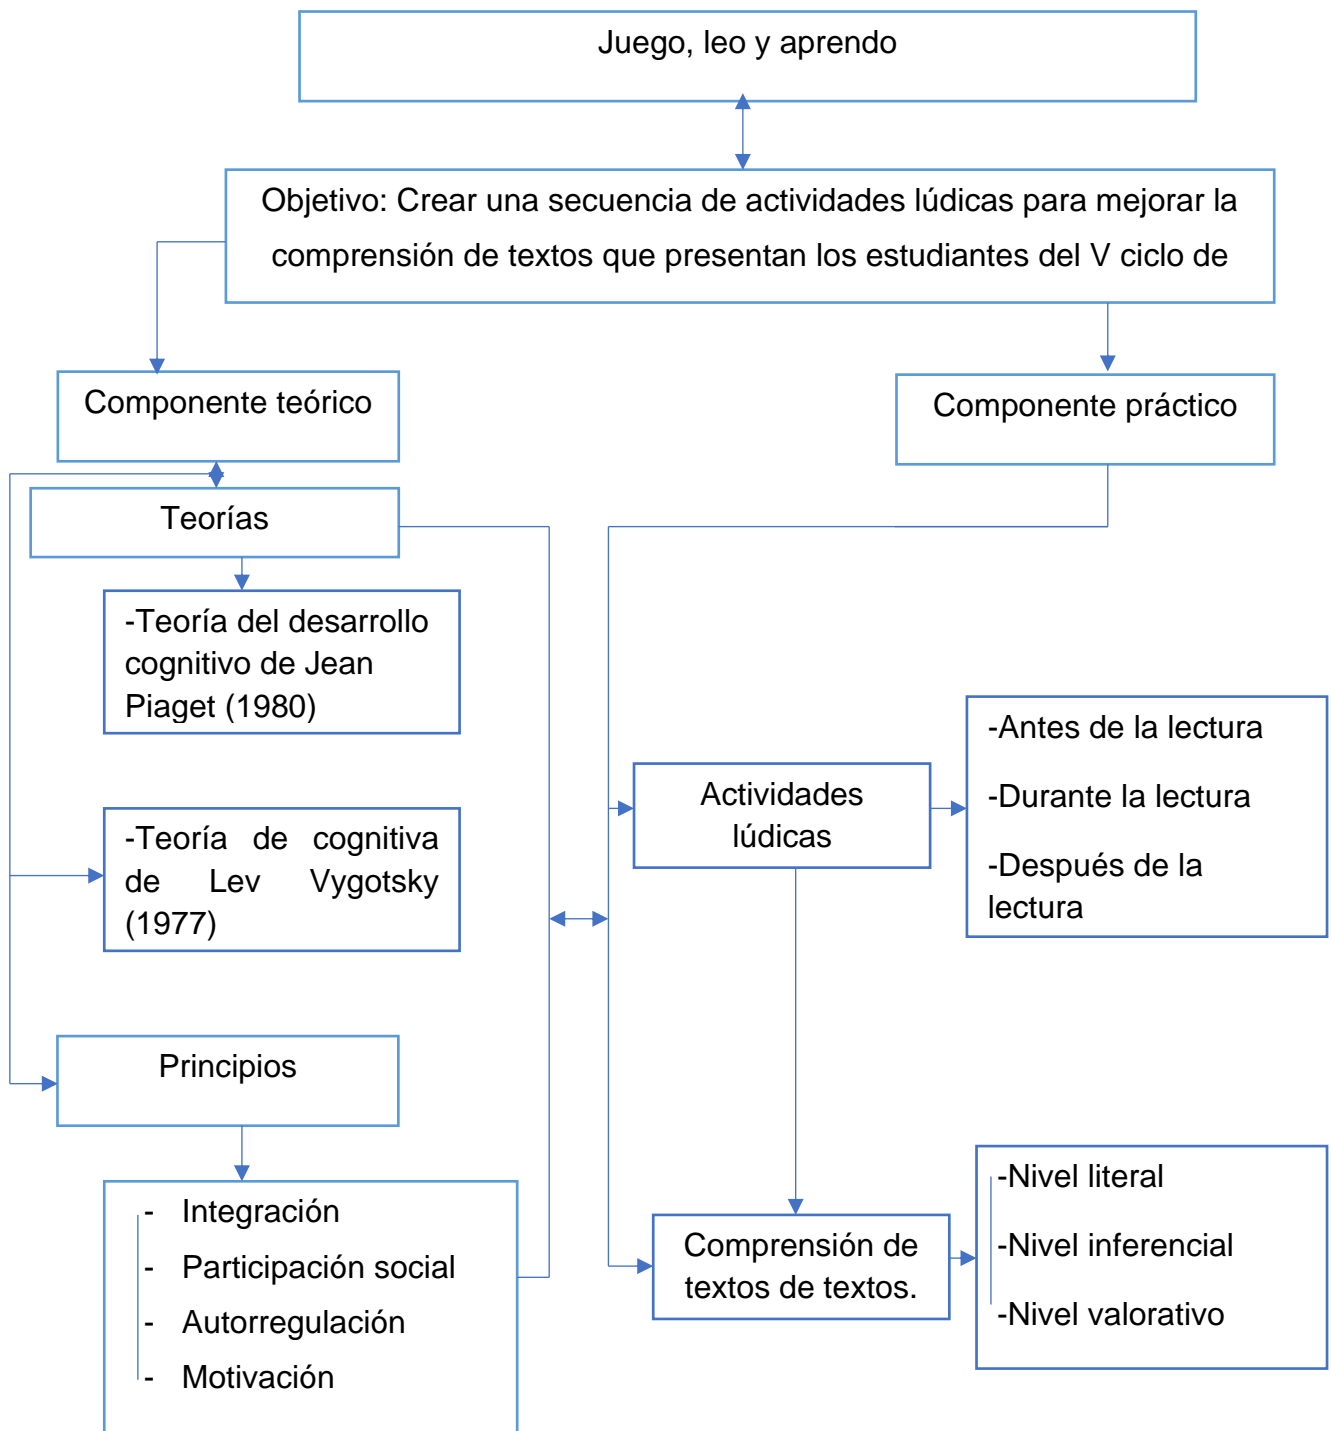 Juego, leo y aprendo
Objetivo: Crear una secuencia de actividades lúdicas para mejorar la
comprensión de textos que presentan los estudiantes del V ciclo de
Componente teórico
Componente práctico
Teorías
-Teoría del desarrollo
cognitivo de Jean
Piaget (1980)
-Teoría de cognitiva
de Lev Vygotsky
(1977)
Principios
- Integración
- Participación social
- Autorregulación
- Motivación
Actividades
lúdicas
-Antes de la lectura
-Durante la lectura
-Después de la
lectura
Comprensión de
textos de textos.
-Nivel literal
-Nivel inferencial
-Nivel valorativo